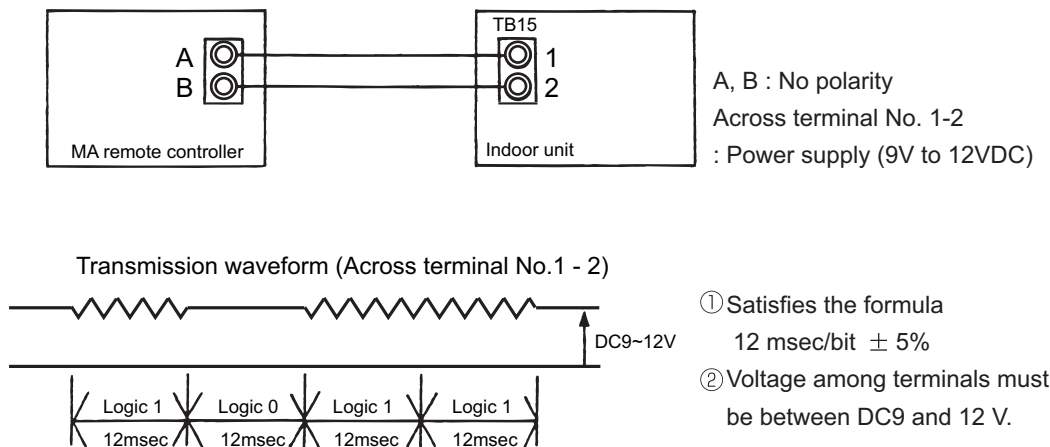 TB15
A
1
B
2
MA remote controller
Indoor unit
A, B : No polarity
Across terminal No. 1-2
: Power supply (9V to 12VDC)
Transmission waveform (Across terminal No.1 - 2)
DC9~12V
Logic 1 Logic 0 Logic 1 Logic 1
12msec 12msec 12msec 12msec
① Satisfies the formula
12 msec/bit ± 5%
② Voltage among terminals must
be between DC9 and 12 V.